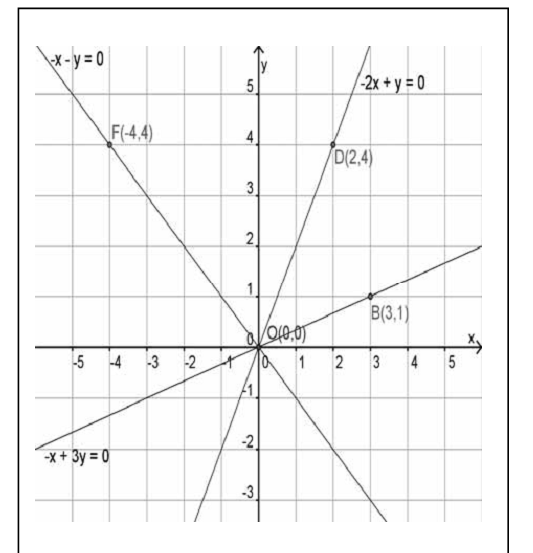 -x - y = 0
y
-2x + y = 0
5
F(-4,4)
4
D(2,4)
3
2
1
B(3,1)
0
O(0,0)
x
-5 -4 -3 -2 -1 0 1 2 3 4 5
-1
-x + 3y = 0
-2
-3